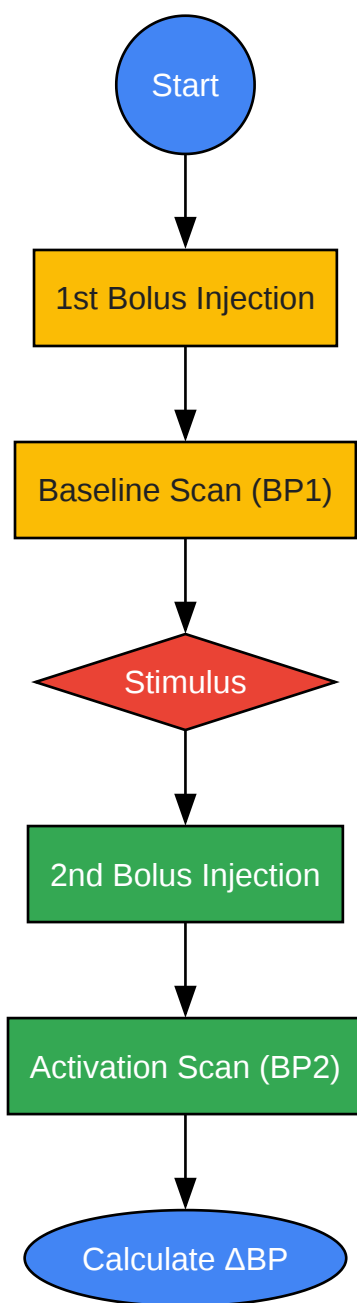 Start
1st Bolus Injection
Baseline Scan (BP1)
Stimulus
2nd Bolus Injection
Activation Scan (BP2)
Calculate ΔBP